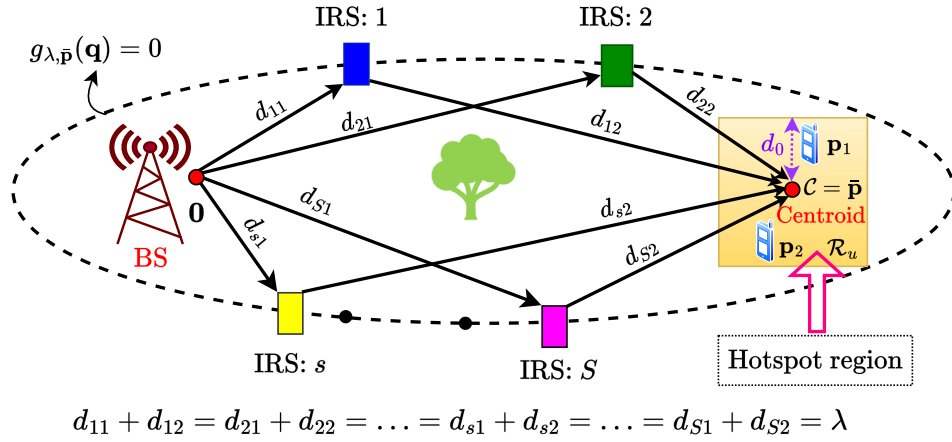 IRS: 1
IRS: 2
g_{λ,p̄}(q) = 0
d_{11}
d_{21}
d_{12}
d_{22}
d_0
p_1
0
d_{S1}
d_{s2}
C = p̄
Centroid
BS
d_{s1}
d_{S2}
p_2
R_u
IRS: s
IRS: S
Hotspot region
d_{11} + d_{12} = d_{21} + d_{22} = … = d_{s1} + d_{s2} = … = d_{S1} + d_{S2} = λ